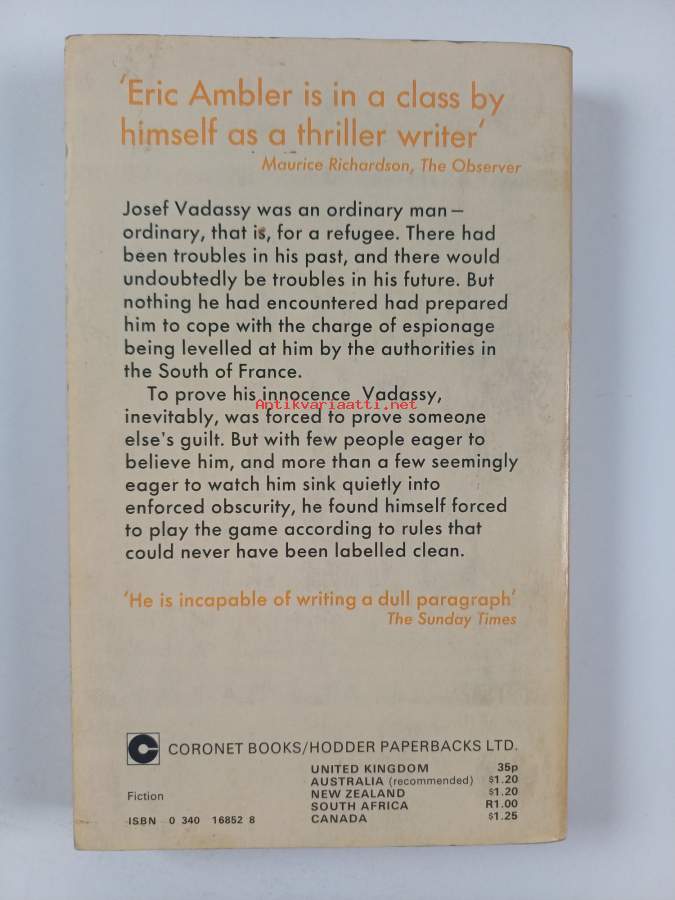 'Eric Ambler is in a class by
himself as a thriller writer'
Maurice Richardson, The Observer
Josef Vadassy was an ordinary man –
ordinary, that is, for a refugee. There had
been troubles in his past, and there would
undoubtedly be troubles in his future. But
nothing he had encountered had prepared
him to cope with the charge of espionage
being levelled at him by the authorities in
the South of France.
To prove his innocence Vadassy,
Antikvariaatti.net
inevitably, was forced to prove someone
else's guilt. But with few people eager to
believe him, and more than a few seemingly
eager to watch him sink quietly into
enforced obscurity, he found himself forced
to play the game according to rules that
could never have been labelled clean.
'He is incapable of writing a dull paragraph'
The Sunday Times
C CORONET BOOKS/HODDER PAPERBACKS LTD.
UNITED KINGDOM 35p
AUSTRALIA (recommended) $1.20
Fiction NEW ZEALAND $1.20
SOUTH AFRICA R1.00
ISBN 0 340 16852 8 CANADA $1.25